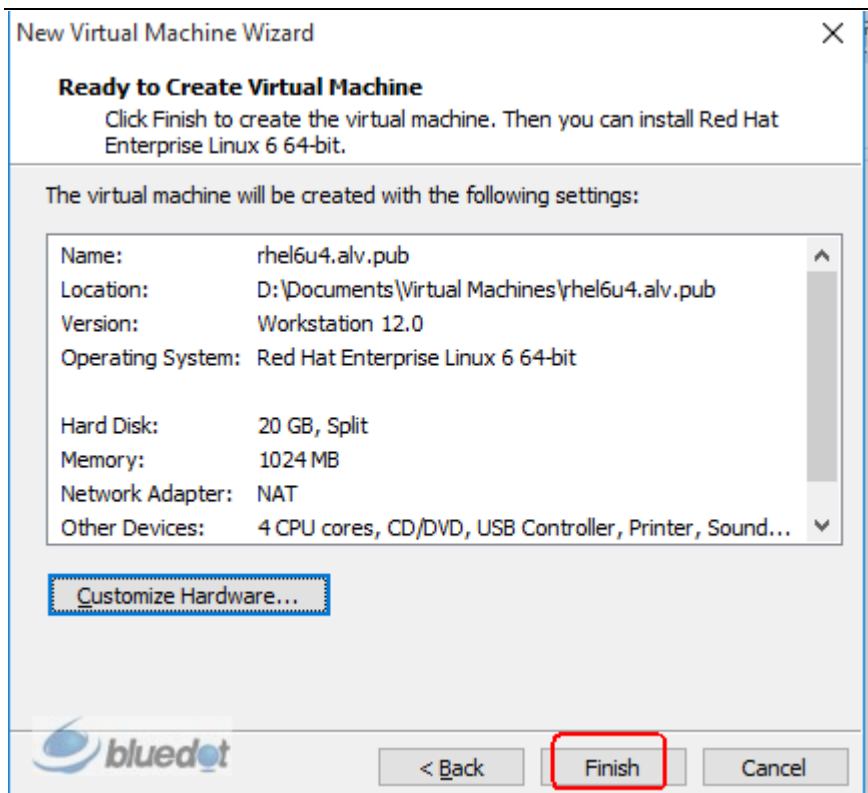 New Virtual Machine Wizard
Ready to Create Virtual Machine
Click Finish to create the virtual machine. Then you can install Red Hat
Enterprise Linux 6 64-bit.
The virtual machine will be created with the following settings:
Name: rhel6u4.alv.pub
Location: D:\Documents\Virtual Machines\rhel6u4.alv.pub
Version: Workstation 12.0
Operating System: Red Hat Enterprise Linux 6 64-bit
Hard Disk: 20 GB, Split
Memory: 1024 MB
Network Adapter: NAT
Other Devices: 4 CPU cores, CD/DVD, USB Controller, Printer, Sound...
Customize Hardware...
bluedot
< Back Finish Cancel